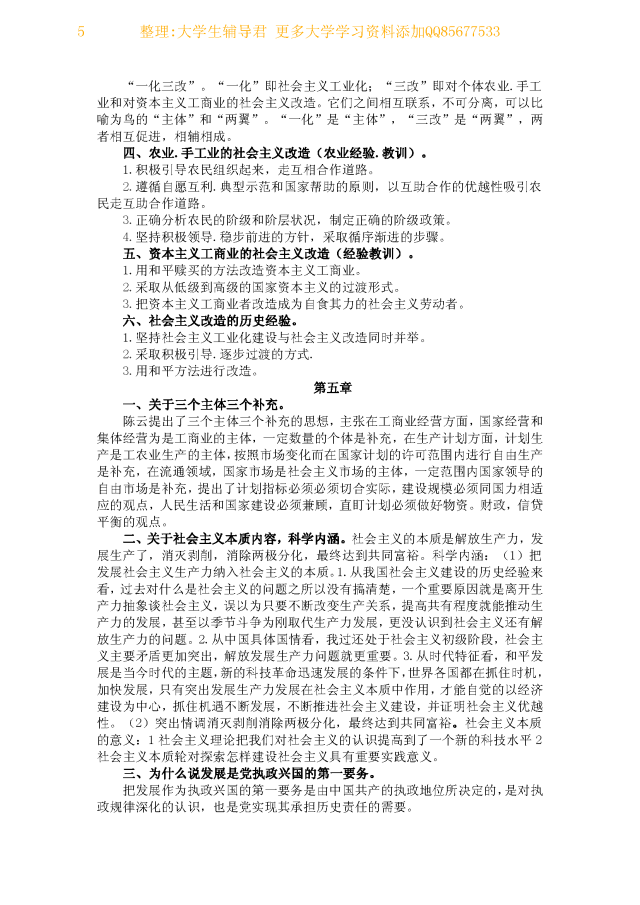 5 整理:大学生辅导君 更多大学学习资料添加QQ85677533
“一化三改”。“一化”即社会主义工业化；“三改”即对个体农业.手工
业和对资本主义工商业的社会主义改造。它们之间相互联系，不可分离，可以比
喻为鸟的“主体”和“两翼”。“一化”是“主体”，“三改”是“两翼”，两
者相互促进，相辅相成。
四、农业.手工业的社会主义改造（农业经验.教训）。
1.积极引导农民组织起来，走互相合作道路。
2.遵循自愿互利.典型示范和国家帮助的原则，以互助合作的优越性吸引农
民走互助合作道路。
3.正确分析农民的阶级和阶层状况，制定正确的阶级政策。
4.坚持积极领导.稳步前进的方针，采取循序渐进的步骤。
五、资本主义工商业的社会主义改造（经验教训）。
1.用和平赎买的方法改造资本主义工商业。
2.采取从低级到高级的国家资本主义的过渡形式。
3.把资本主义工商业者改造成为自食其力的社会主义劳动者。
六、社会主义改造的历史经验。
1.坚持社会主义工业化建设与社会主义改造同时并举。
2.采取积极引导.逐步过渡的方式.
3.用和平方法进行改造。
第五章
一、关于三个主体三个补充。
陈云提出了三个主体三个补充的思想，主张在工商业经营方面，国家经营和
集体经营为是工商业的主体，一定数量的个体是补充，在生产计划方面，计划生
产是工农业生产的主体,按照市场变化而在国家计划的许可范围内进行自由生产
是补充，在流通领域，国家市场是社会主义市场的主体，一定范围内国家领导的
自由市场是补充，提出了计划指标必须必须切合实际，建设规模必须同国力相适
应的观点，人民生活和国家建设必须兼顾，直盯计划必须做好物资。财政，信贷
平衡的观点。
二、关于社会主义本质内容，科学内涵。社会主义的本质是解放生产力，发
展生产了，消灭剥削，消除两极分化，最终达到共同富裕。科学内涵：（1）把
发展社会主义生产力纳入社会主义的本质。1.从我国社会主义建设的历史经验来
看，过去对什么是社会主义的问题之所以没有搞清楚，一个重要原因就是离开生
产力抽象谈社会主义，误以为只要不断改变生产关系，提高共有程度就能推动生
产力的发展，甚至以季节斗争为刚取代生产力发展，更没认识到社会主义还有解
放生产力的问题。2.从中国具体国情看，我过还处于社会主义初级阶段，社会主
义主要矛盾更加突出，解放发展生产力问题就更重要。3.从时代特征看，和平发
展是当今时代的主题,新的科技革命迅速发展的条件下,世界各国都在抓住时机，
加快发展，只有突出发展生产力发展在社会主义本质中作用，才能自觉的以经济
建设为中心，抓住机遇不断发展，不断推进社会主义建设，并证明社会主义优越
性。（2）突出情调消灭剥削消除两极分化，最终达到共同富裕。社会主义本质
的意义：1社会主义理论把我们对社会主义的认识提高到了一个新的科技水平2
社会主义本质轮对探索怎样建设社会主义具有重要实践意义。
三、为什么说发展是党执政兴国的第一要务。
把发展作为执政兴国的第一要务是由中国共产的执政地位所决定的，是对执
政规律深化的认识，也是党实现其承担历史责任的需要。